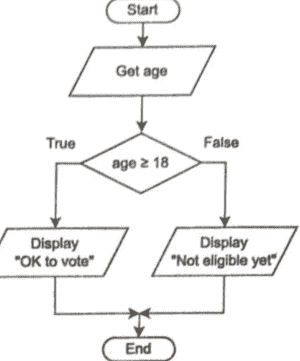 Start
Get age
True
False
age ≥ 18
Display
"OK to vote"
Display
"Not eligible yet"
End